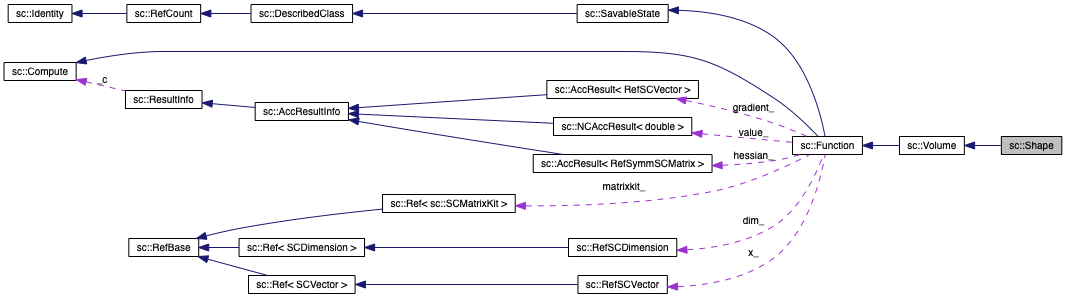 sc::Identity
sc::RefCount
sc::DescribedClass
sc::SavableState
sc::Compute
_c
sc::ResultInfo
sc::AccResultInfo
sc::AccResult< RefSCVector >
gradient_
sc::NCAccResult< double >
value_
sc::AccResult< RefSymmSCMatrix >
hessian_
sc::Function
sc::Volume
sc::Shape
matrixkit_
sc::Ref< sc::SCMatrixKit >
dim_
sc::RefBase
sc::Ref< SCDimension >
sc::RefSCDimension
x_
sc::Ref< SCVector >
sc::RefSCVector